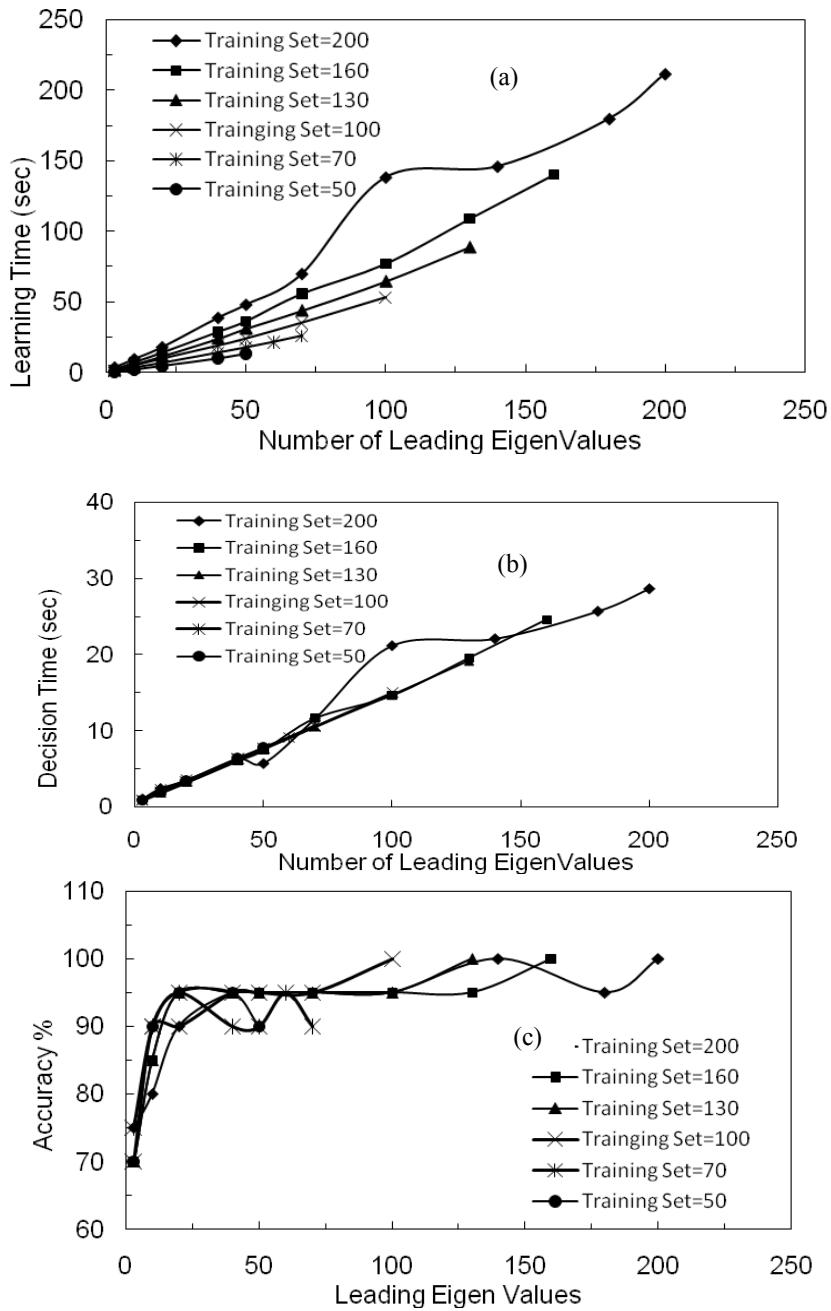 250
200
150
100
50
0
Learning Time (sec)
Training Set=200
Training Set=160
Training Set=130
Trainging Set=100
Training Set=70
Training Set=50
(a)
0 50 100 150 200 250
Number of Leading EigenValues
40
30
20
10
0
Decision Time (sec)
Training Set=200
Training Set=160
Training Set=130
Trainging Set=100
Training Set=70
Training Set=50
(b)
0 50 100 150 200 250
Number of Leading EigenValues
110
100
90
80
70
60
Accuracy %
(c)
Training Set=200
Training Set=160
Training Set=130
Trainging Set=100
Training Set=70
Training Set=50
0 50 100 150 200 250
Leading Eigen Values